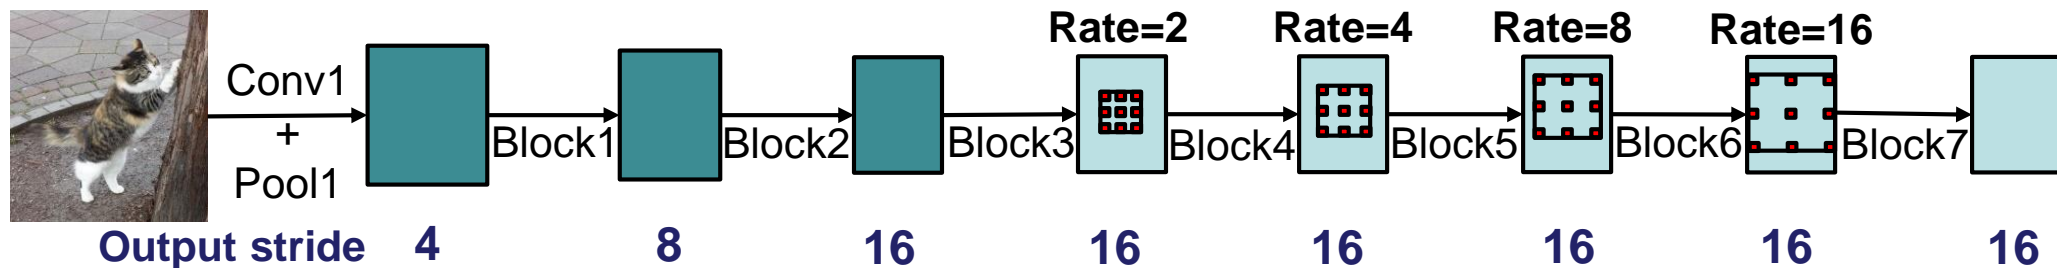 Rate=2 Rate=4 Rate=8 Rate=16
Conv1
+
Pool1
Block1 Block2 Block3 Block4 Block5 Block6 Block7
Output stride 4 8 16 16 16 16 16 16